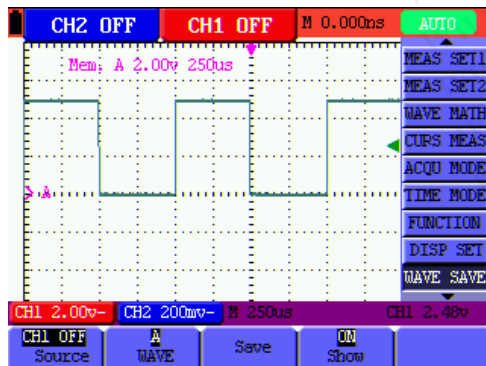 CH2 OFF CH1 OFF M 0.000ns AUTO
Mem. A 2.00v 250us
MEAS SET1
MEAS SET2
WAVE MATH
CURS MEAS
ACQU MODE
A
TIME MODE
FUNCTION
DISP SET
WAVE SAVE
CH1 2.00v- CH2 200mv- M 250us CH1 2.48v
CH1 OFF A ON
Source WAVE Save Show